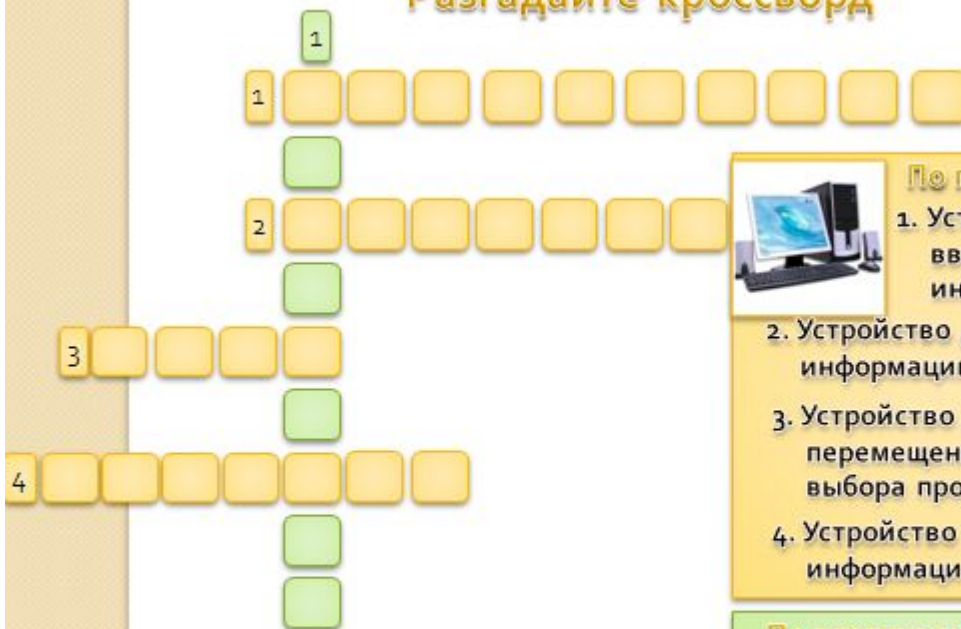 Разгадайте кроссворд
1
1
2
3
4
По
1. Уст
вв
ин
2. Устройство
информаци
3. Устройство
перемещен
выбора про
4. Устройство
информаци